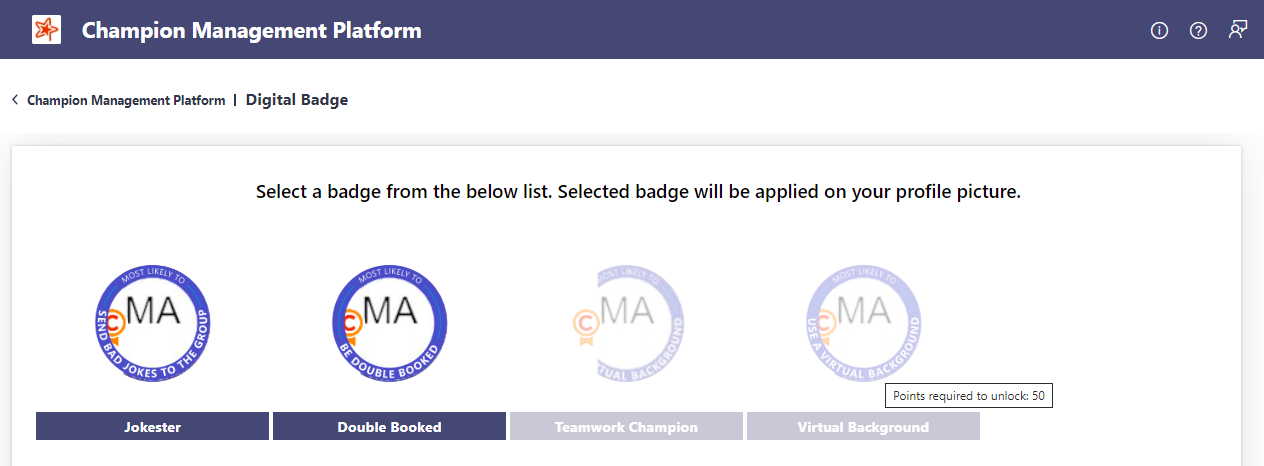 Champion Management Platform
Champion Management Platform | Digital Badge
Select a badge from the below list. Selected badge will be applied on your profile picture.
MOST LIKELY TO
C MA
SEND BAD JOKES TO THE GROUP
MOST LIKELY TO
C MA
BE DOUBLE BOOKED
MOST LIKELY TO
C MA
TUAL BACKGROUND
MOST LIKELY TO
C MA
USE A VIRTUAL BACKGROUND
Points required to unlock: 50
Jokester
Double Booked
Teamwork Champion
Virtual Background